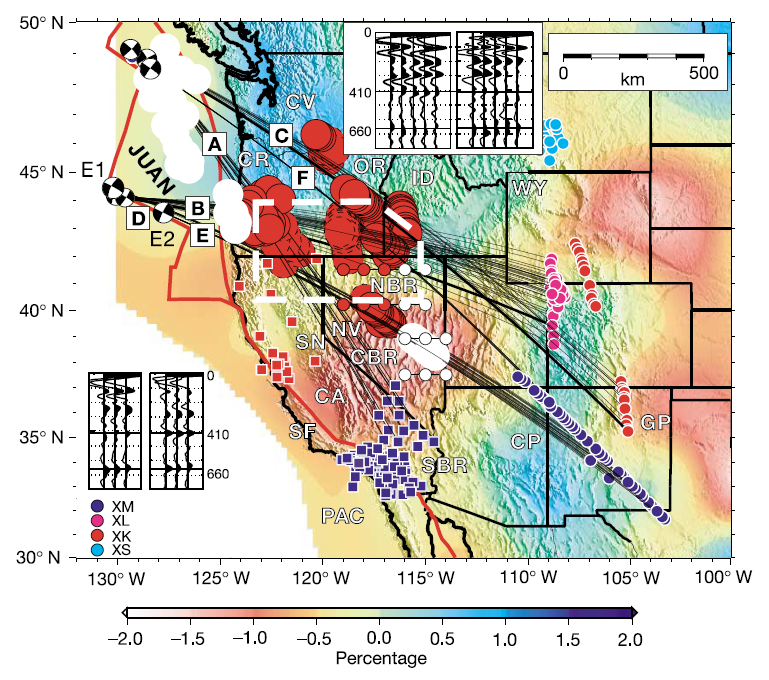 50° N
45° N
40° N
35° N
30° N
0
410
660
0
km
500
CV
C
A
CR
OR
F
ID
WY
JUAN
E1
B
D
E2
E
NBR
NV
SN
CBR
CA
SF
CP
GP
SBR
PAC
0
410
660
XM
XL
XK
XS
130° W
125° W
120° W
115° W
110° W
105° W
100° W
−2.0
−1.5
−1.0
−0.5
0.0
0.5
1.0
1.5
2.0
Percentage